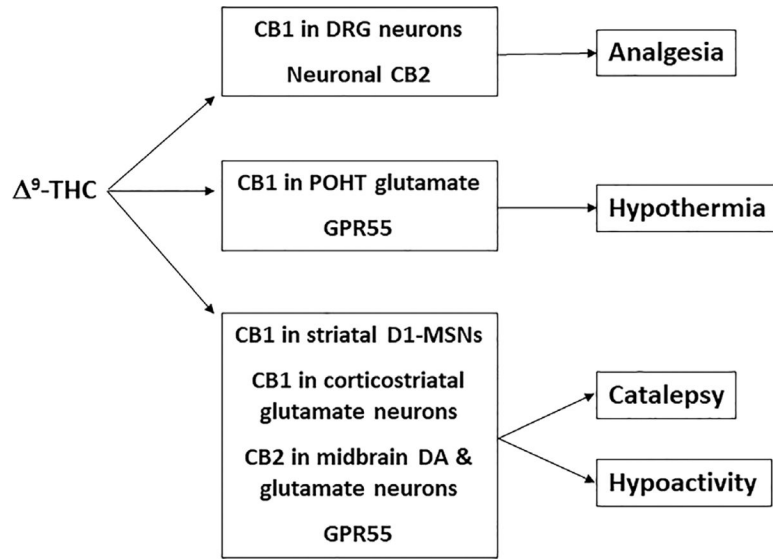 CB1 in DRG neurons
Neuronal CB2
Analgesia
Δ⁹-THC
CB1 in POHT glutamate
GPR55
Hypothermia
CB1 in striatal D1-MSNs
CB1 in corticostriatal
glutamate neurons
CB2 in midbrain DA &
glutamate neurons
GPR55
Catalepsy
Hypoactivity